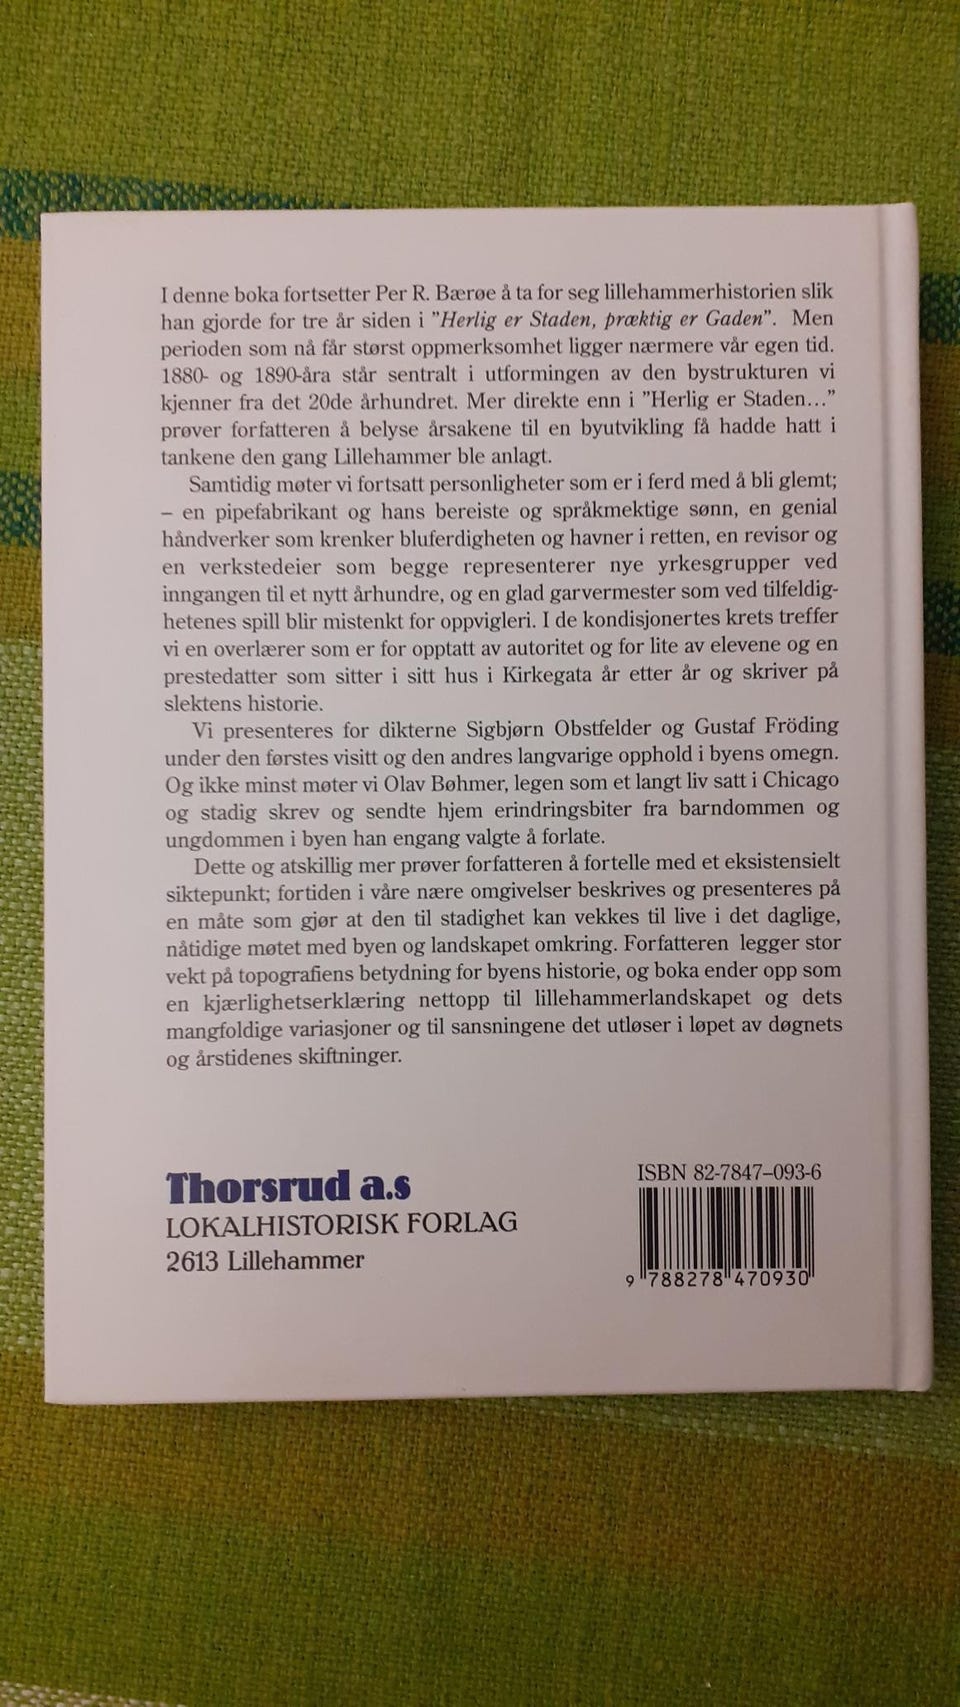 I denne boka fortsetter Per R. Bærøe å ta for seg lillehammerhistorien slik
han gjorde for tre år siden i ”Herlig er Staden, præktig er Gaden”. Men
perioden som nå får størst oppmerksomhet ligger nærmere vår egen tid.
1880- og 1890-åra står sentralt i utformingen av den bystrukturen vi
kjenner fra det 20de århundret. Mer direkte enn i ”Herlig er Staden...”
prøver forfatteren å belyse årsakene til en byutvikling få hadde hatt i
tankene den gang Lillehammer ble anlagt.
Samtidig møter vi fortsatt personligheter som er i ferd med å bli glemt;
– en pipefabrikant og hans bereiste og språkmektige sønn, en genial
håndverker som krenker bluferdigheten og havner i retten, en revisor og
en verkstedeier som begge representerer nye yrkesgrupper ved
inngangen til et nytt århundre, og en glad garvermester som ved tilfeldig-
hetenes spill blir mistenkt for oppvigleri. I de kondisjonertes krets treffer
vi en overlærer som er for opptatt av autoritet og for lite av elevene og en
prestedatter som sitter i sitt hus i Kirkegata år etter år og skriver på
slektens historie.
Vi presenteres for dikterne Sigbjørn Obstfelder og Gustaf Fröding
under den førstes visitt og den andres langvarige opphold i byens omegn.
Og ikke minst møter vi Olav Bøhmer, legen som et langt liv satt i Chicago
og stadig skrev og sendte hjem erindringsbiter fra barndommen og
ungdommen i byen han engang valgte å forlate.
Dette og atskillig mer prøver forfatteren å fortelle med et eksistensielt
siktepunkt; fortiden i våre nære omgivelser beskrives og presenteres på
en måte som gjør at den til stadighet kan vekkes til live i det daglige,
nåtidige møtet med byen og landskapet omkring. Forfatteren legger stor
vekt på topografiens betydning for byens historie, og boka ender opp som
en kjærlighetserklæring nettopp til lillehammerlandskapet og dets
mangfoldige variasjoner og til sansningene det utløser i løpet av døgnets
og årstidenes skiftninger.
Thorsrud a.s
LOKALHISTORISK FORLAG
2613 Lillehammer
ISBN 82-7847–093-6
9 788278 470930